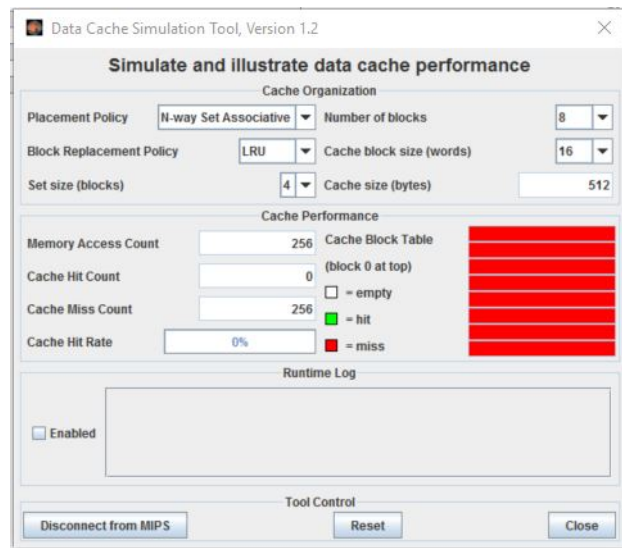 Data Cache Simulation Tool, Version 1.2
Simulate and illustrate data cache performance
Cache Organization
Placement Policy N-way Set Associative Number of blocks 8
Block Replacement Policy LRU Cache block size (words) 16
Set size (blocks) 4 Cache size (bytes) 512
Cache Performance
Memory Access Count 256 Cache Block Table
(block 0 at top)
Cache Hit Count 0
= empty
Cache Miss Count 256
= hit
Cache Hit Rate 0% = miss
Runtime Log
Enabled
Tool Control
Disconnect from MIPS Reset Close